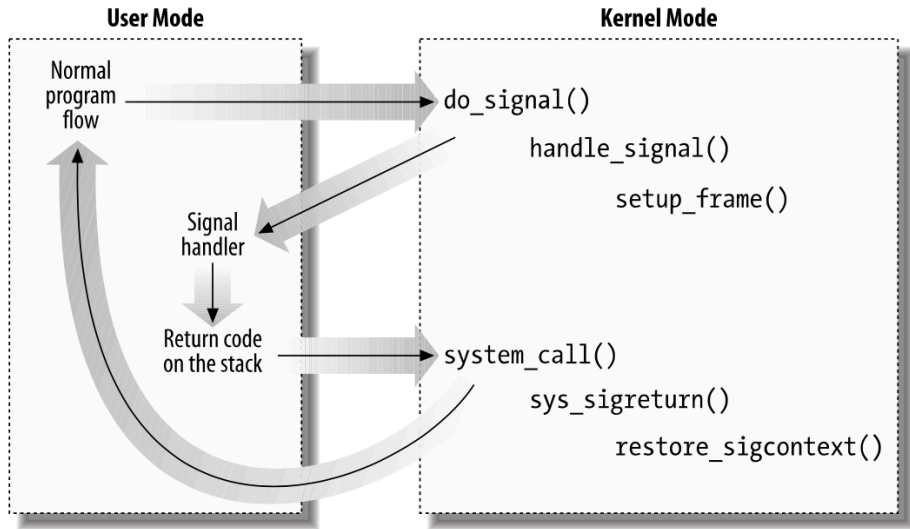 User Mode
Kernel Mode
Normal
program
flow
do_signal()
handle_signal()
setup_frame()
Signal
handler
Return code
on the stack
system_call()
sys_sigreturn()
restore_sigcontext()